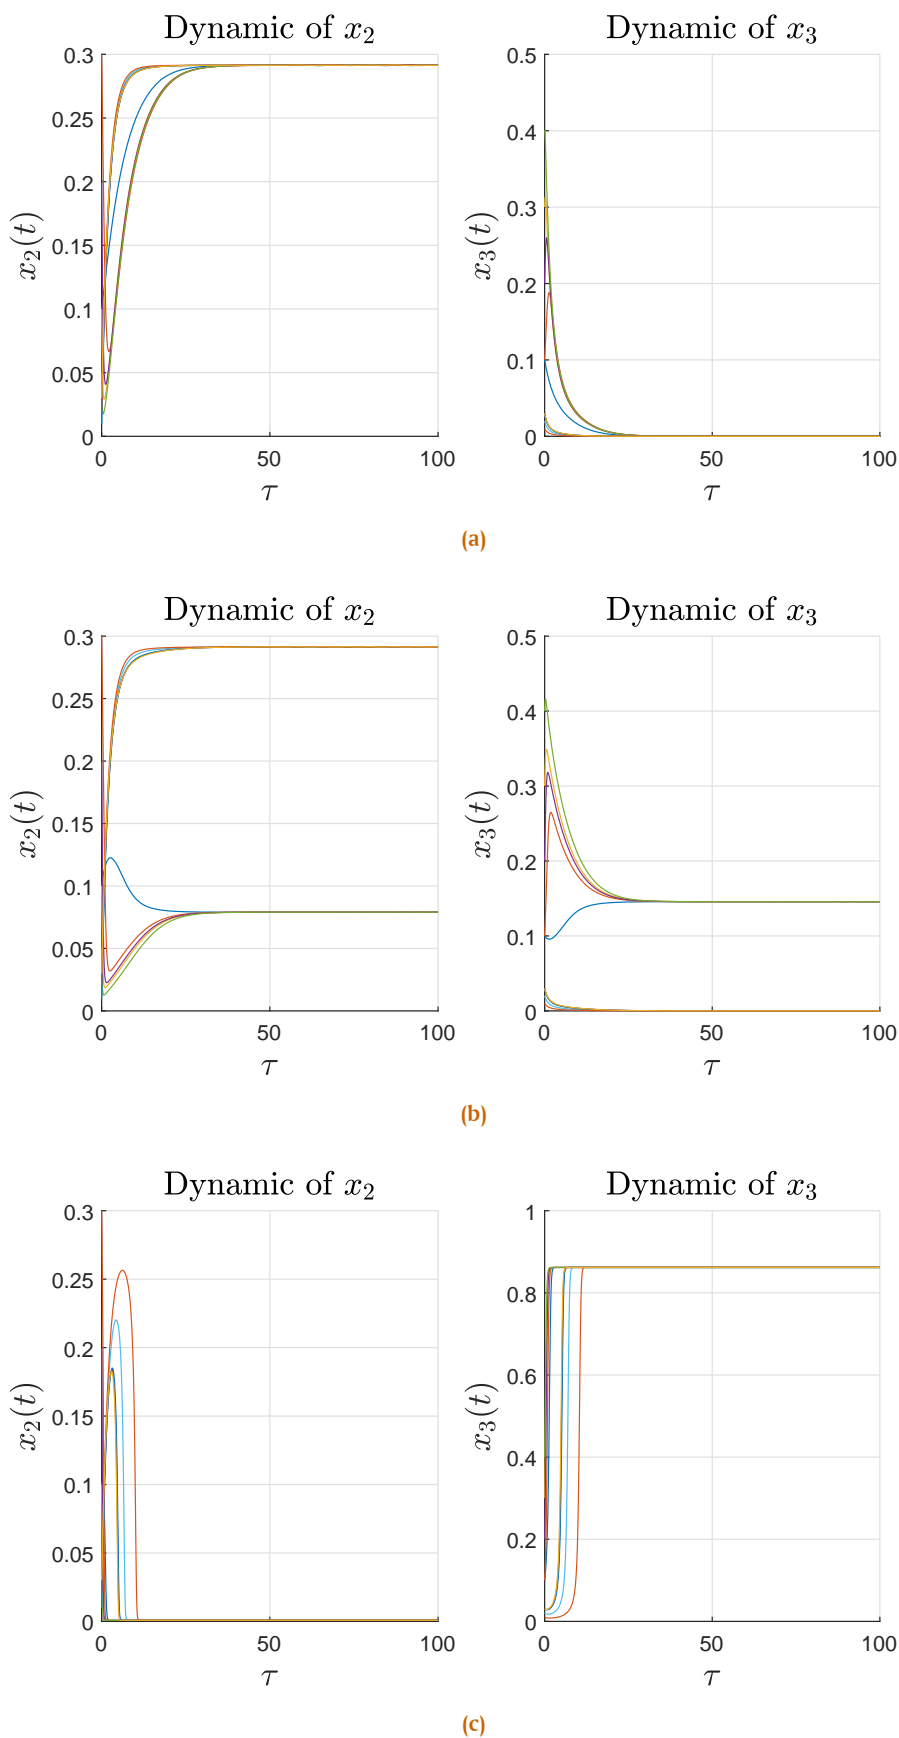 Dynamic of x₂
0.3
0.25
0.2
0.15
0.1
0.05
0
x₂(t)
0 50 100
τ
Dynamic of x₃
0.5
0.4
0.3
0.2
0.1
0
x₃(t)
0 50 100
τ
(a)
Dynamic of x₂
0.3
0.25
0.2
0.15
0.1
0.05
0
x₂(t)
0 50 100
τ
Dynamic of x₃
0.5
0.4
0.3
0.2
0.1
0
x₃(t)
0 50 100
τ
(b)
Dynamic of x₂
0.3
0.25
0.2
0.15
0.1
0.05
0
x₂(t)
0 50 100
τ
Dynamic of x₃
1
0.8
0.6
0.4
0.2
0
x₃(t)
0 50 100
τ
(c)